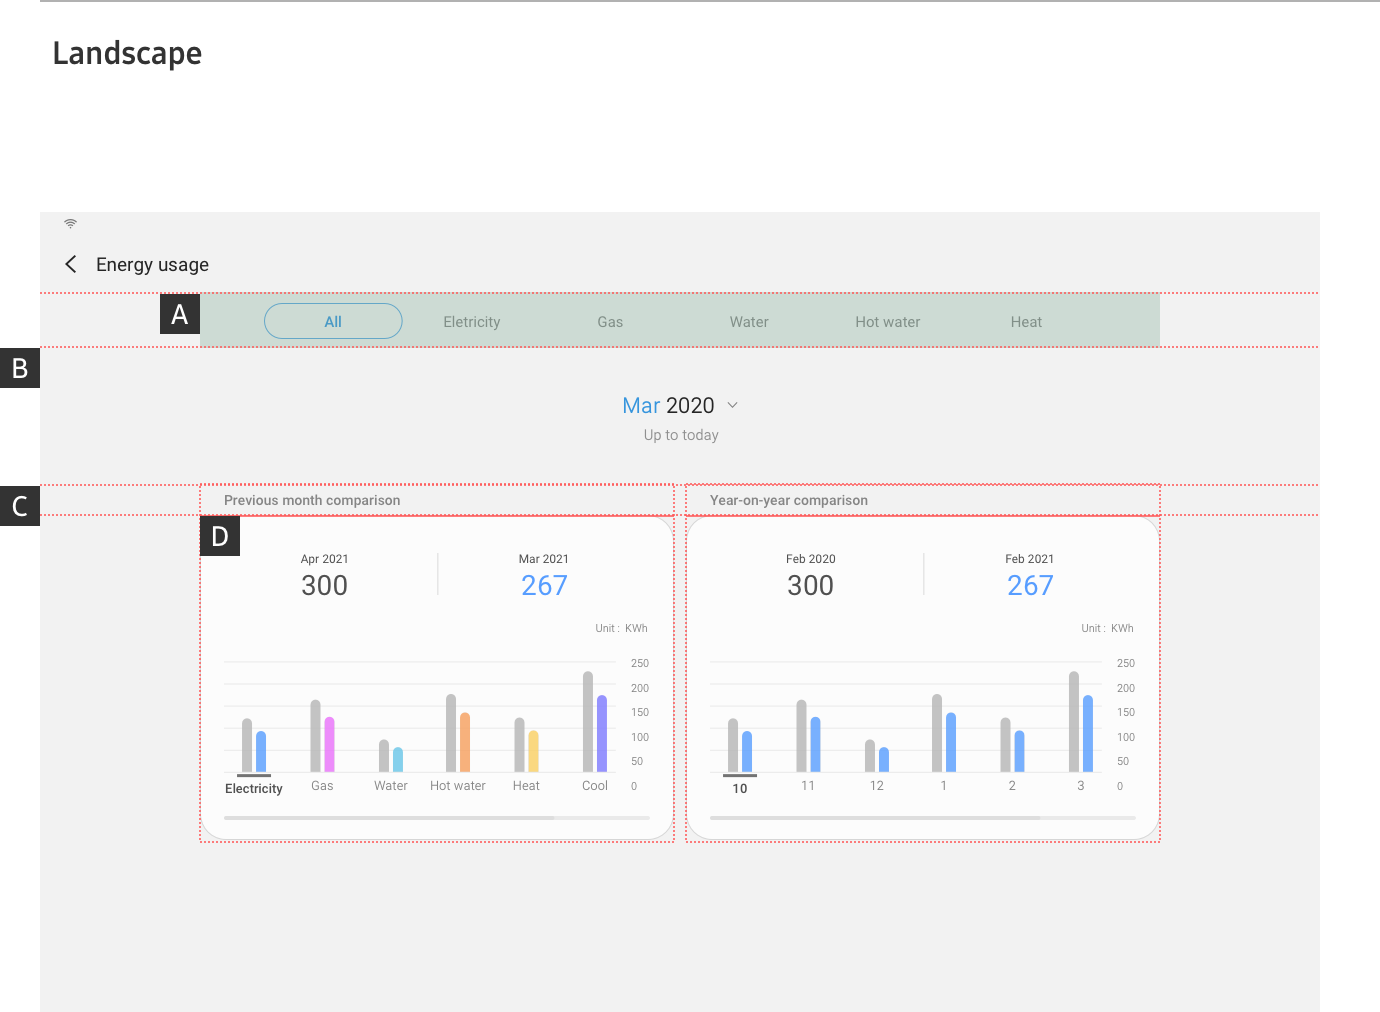 Landscape
Energy usage
A
All Eletricity Gas Water Hot water Heat
B
Mar 2020
Up to today
C
Previous month comparison
Year-on-year comparison
D
Apr 2021 Mar 2021
300 267
Unit : KWh
250
200
150
100
50
0
Electricity Gas Water Hot water Heat Cool
Feb 2020 Feb 2021
300 267
Unit : KWh
250
200
150
100
50
0
10 11 12 1 2 3